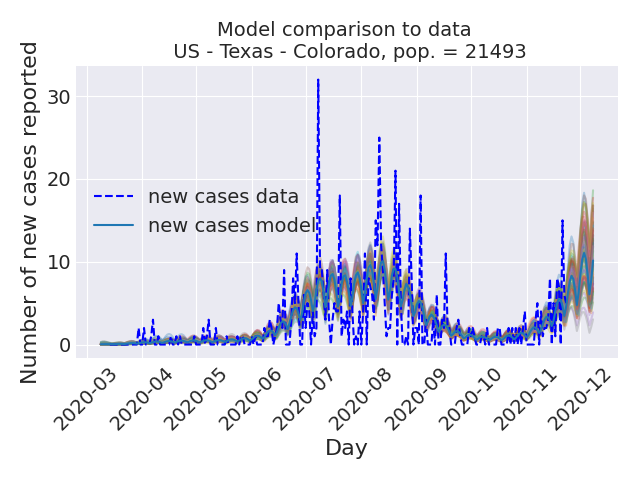 Model comparison to data
US - Texas - Colorado, pop. = 21493
Number of new cases reported
30
20
10
0
new cases data
new cases model
2020-03
2020-04
2020-05
2020-06
2020-07
2020-08
2020-09
2020-10
2020-11
2020-12
Day